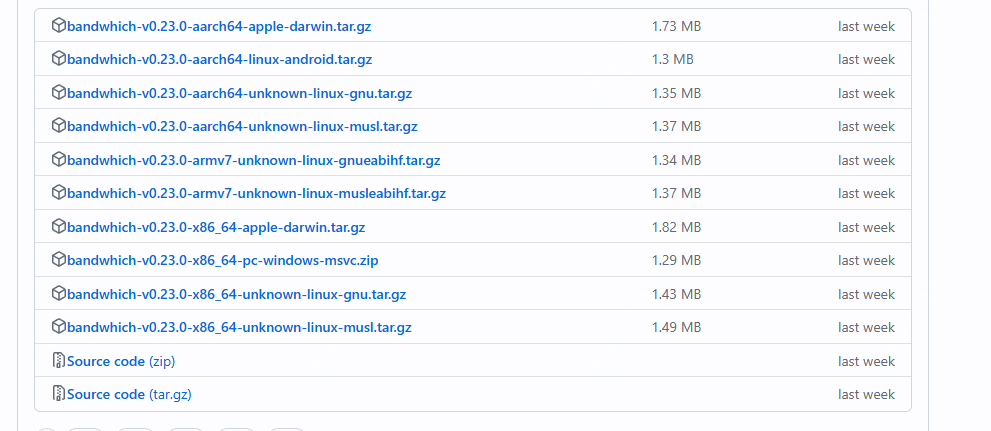 bandwhich-v0.23.0-aarch64-apple-darwin.tar.gz 1.73 MB last week
bandwhich-v0.23.0-aarch64-linux-android.tar.gz 1.3 MB last week
bandwhich-v0.23.0-aarch64-unknown-linux-gnu.tar.gz 1.35 MB last week
bandwhich-v0.23.0-aarch64-unknown-linux-musl.tar.gz 1.37 MB last week
bandwhich-v0.23.0-armv7-unknown-linux-gnueabihf.tar.gz 1.34 MB last week
bandwhich-v0.23.0-armv7-unknown-linux-musleabihf.tar.gz 1.37 MB last week
bandwhich-v0.23.0-x86_64-apple-darwin.tar.gz 1.82 MB last week
bandwhich-v0.23.0-x86_64-pc-windows-msvc.zip 1.29 MB last week
bandwhich-v0.23.0-x86_64-unknown-linux-gnu.tar.gz 1.43 MB last week
bandwhich-v0.23.0-x86_64-unknown-linux-musl.tar.gz 1.49 MB last week
Source code (zip) last week
Source code (tar.gz) last week